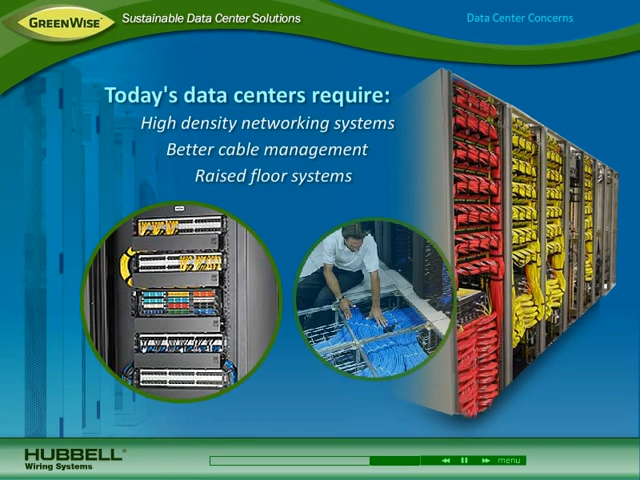 GREENWISE™
Sustainable Data Center Solutions
Data Center Concerns
Today's data centers require:
High density networking systems
Better cable management
Raised floor systems
HUBBELL®
Wiring Systems
menu